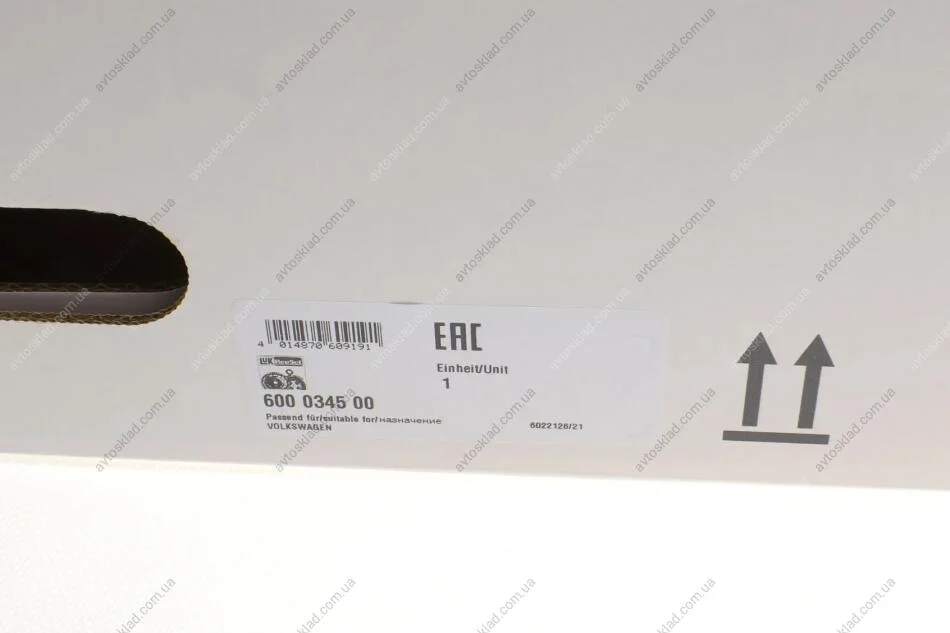 4 014870 609191
EAC
LUK RepSet
Einheit/Unit
1
600 0345 00
Passend für/suitable for/назначение
VOLKSWAGEN
6022126/21
avtosklad.com.ua